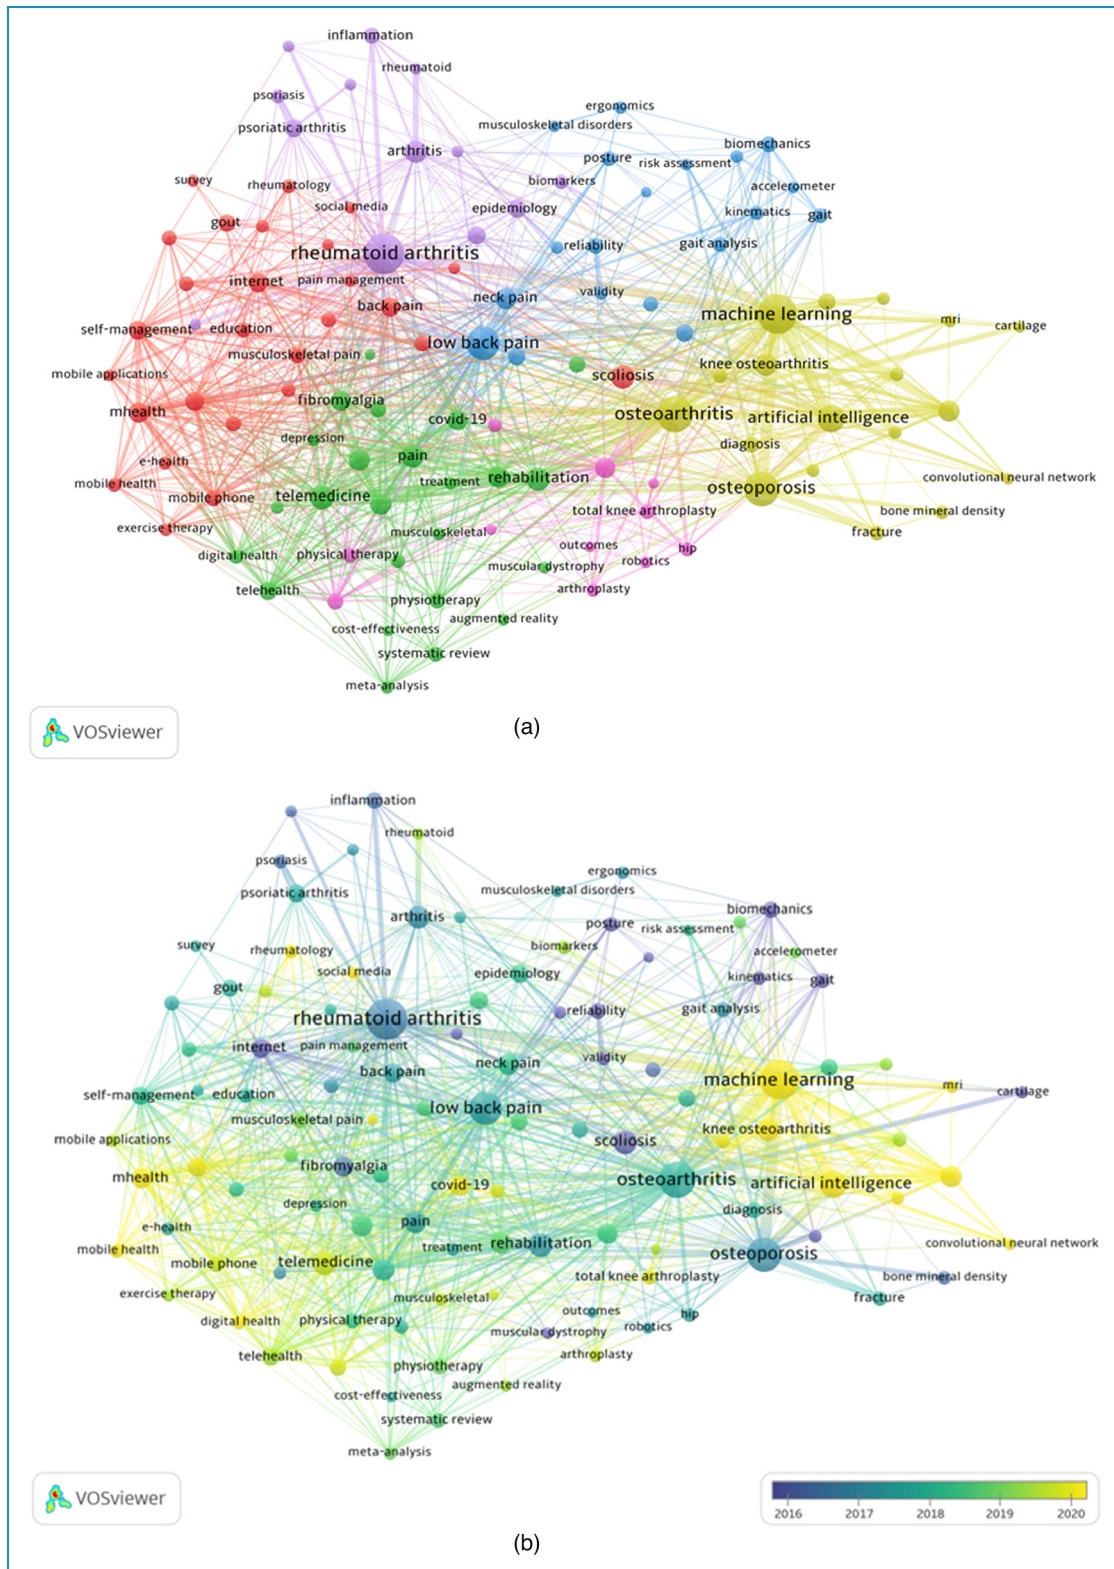 inflammation
rheumatoid
psoriasis
ergonomics
psoriatic arthritis
musculoskeletal disorders
biomechanics
arthritis
posture
risk assessment
survey
rheumatology
biomarkers
accelerometer
social media
epidemiology
kinematics
gait
gout
reliability
gait analysis
rheumatoid arthritis
internet
pain management
validity
neck pain
back pain
machine learning
mri
cartilage
self-management
education
low back pain
musculoskeletal pain
knee osteoarthritis
mobile applications
scoliosis
fibromyalgia
mhealth
covid-19
osteoarthritis
artificial intelligence
depression
diagnosis
pain
e-health
treatment
rehabilitation
convolutional neural network
mobile health
osteoporosis
mobile phone
telemedicine
total knee arthroplasty
bone mineral density
exercise therapy
musculoskeletal
fracture
digital health
physical therapy
outcomes
hip
robotics
muscular dystrophy
telehealth
arthroplasty
physiotherapy
augmented reality
cost-effectiveness
systematic review
meta-analysis
VOSviewer
(a)
inflammation
rheumatoid
psoriasis
ergonomics
psoriatic arthritis
musculoskeletal disorders
biomechanics
arthritis
posture
risk assessment
survey
rheumatology
biomarkers
accelerometer
social media
epidemiology
kinematics
gait
gout
reliability
gait analysis
rheumatoid arthritis
internet
pain management
validity
neck pain
back pain
machine learning
mri
cartilage
self-management
education
low back pain
musculoskeletal pain
knee osteoarthritis
mobile applications
scoliosis
fibromyalgia
mhealth
covid-19
osteoarthritis
artificial intelligence
depression
diagnosis
pain
e-health
treatment
rehabilitation
convolutional neural network
mobile health
osteoporosis
mobile phone
telemedicine
total knee arthroplasty
bone mineral density
exercise therapy
musculoskeletal
fracture
digital health
physical therapy
outcomes
hip
robotics
muscular dystrophy
telehealth
arthroplasty
physiotherapy
augmented reality
cost-effectiveness
systematic review
meta-analysis
VOSviewer
2016 2017 2018 2019 2020
(b)